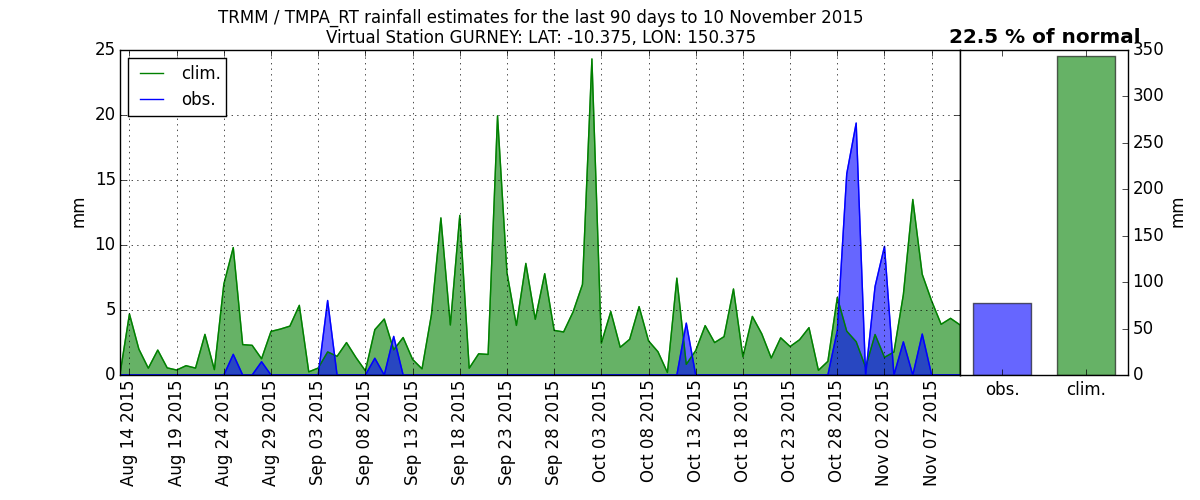 TRMM / TMPA_RT rainfall estimates for the last 90 days to 10 November 2015
Virtual Station GURNEY: LAT: -10.375, LON: 150.375
22.5 % of normal
clim.
obs.
25
20
15
10
5
0
mm
350
300
250
200
150
100
50
0
mm
Aug 14 2015
Aug 19 2015
Aug 24 2015
Aug 29 2015
Sep 03 2015
Sep 08 2015
Sep 13 2015
Sep 18 2015
Sep 23 2015
Sep 28 2015
Oct 03 2015
Oct 08 2015
Oct 13 2015
Oct 18 2015
Oct 23 2015
Oct 28 2015
Nov 02 2015
Nov 07 2015
obs.
clim.